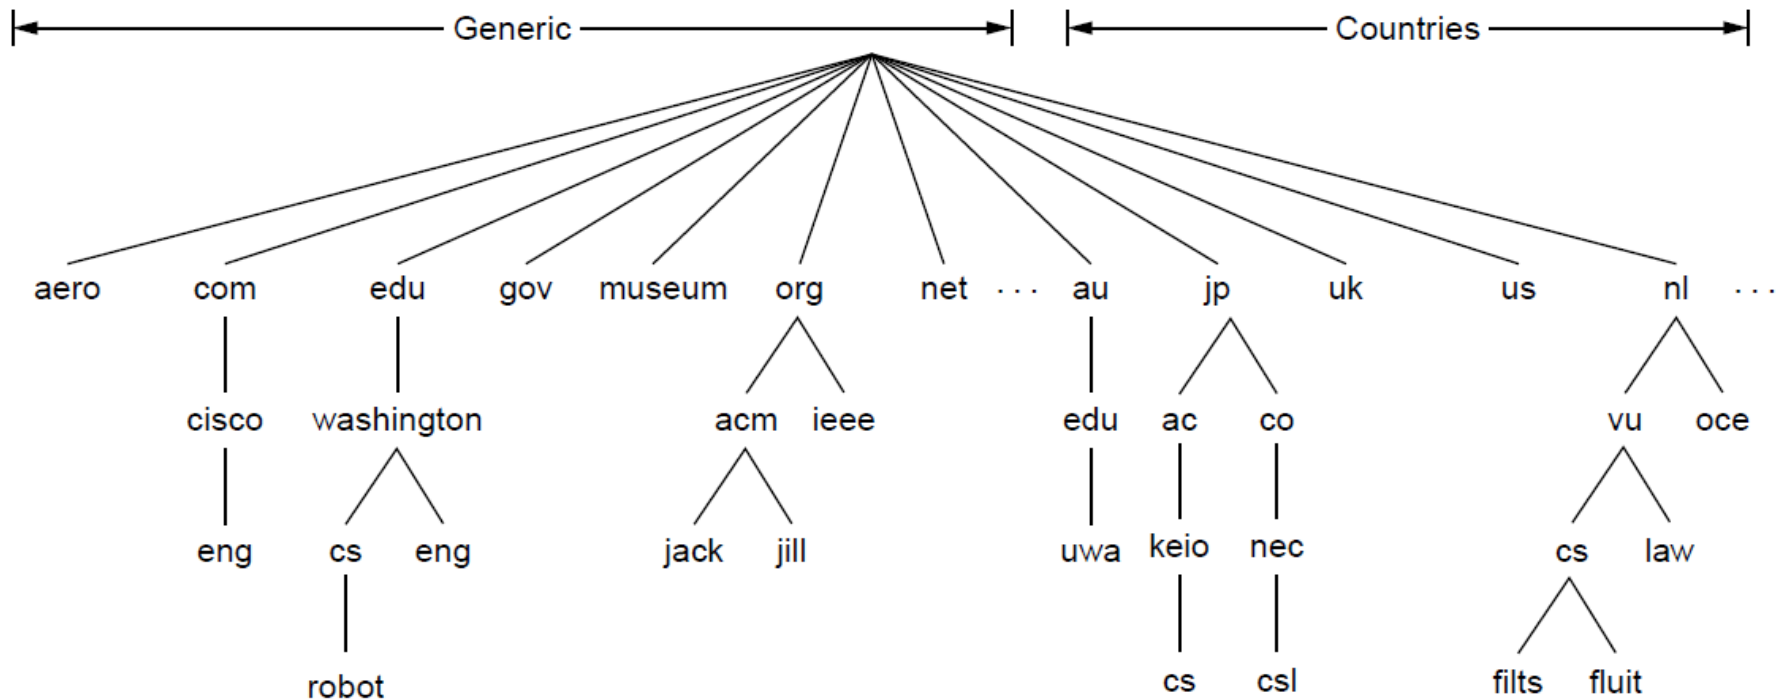 Generic Countries
aero com edu gov museum org net ... au jp uk us nl ...
cisco washington acm ieee edu ac co vu oce
eng cs eng jack jill uwa keio nec cs law
robot cs csl filts fluit